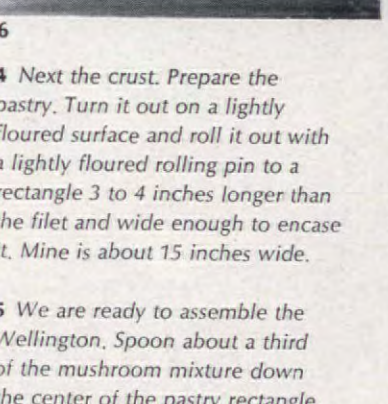 6
4 Next the crust. Prepare the
pastry. Turn it out on a lightly
floured surface and roll it out with
a lightly floured rolling pin to a
rectangle 3 to 4 inches longer than
the filet and wide enough to encase
it. Mine is about 15 inches wide.
5 We are ready to assemble the
Wellington. Spoon about a third
of the mushroom mixture down
the center of the pastry rectangle